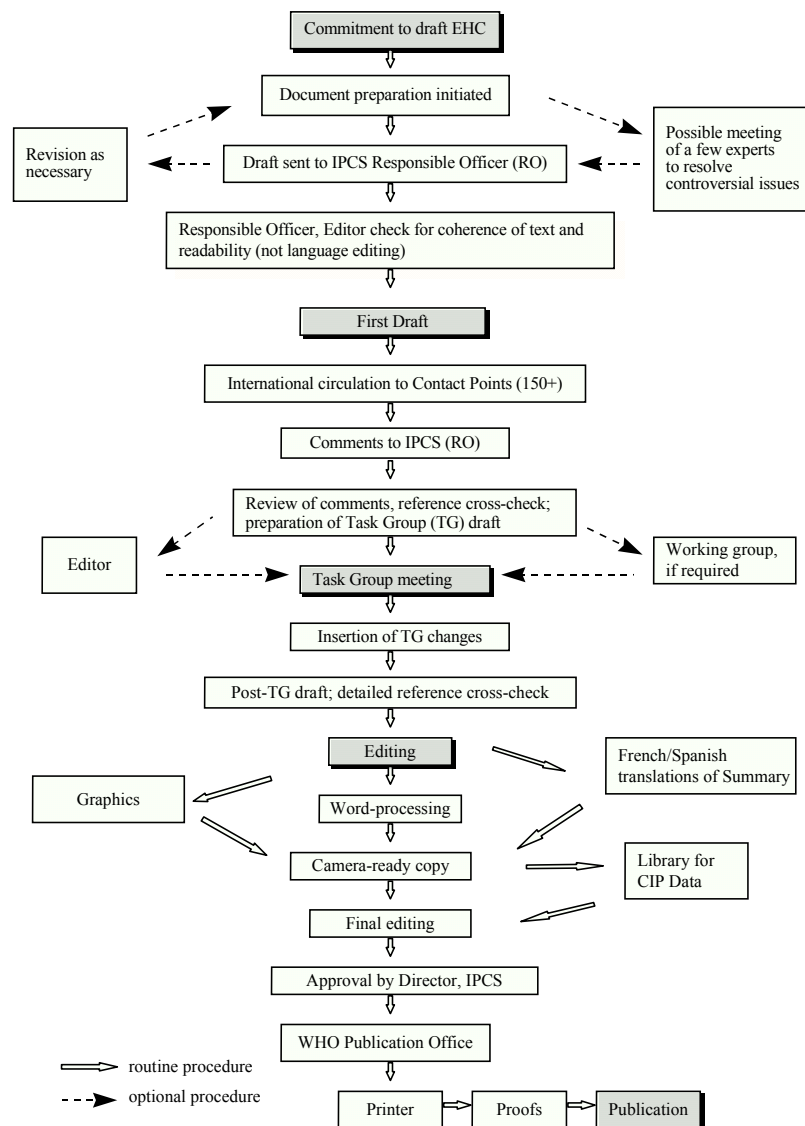 Commitment to draft EHC
Document preparation initiated
Revision as
necessary
Draft sent to IPCS Responsible Officer (RO)
Possible meeting
of a few experts
to resolve
controversial issues
Responsible Officer, Editor check for coherence of text and
readability (not language editing)
First Draft
International circulation to Contact Points (150+)
Comments to IPCS (RO)
Review of comments, reference cross-check;
preparation of Task Group (TG) draft
Editor
Working group,
if required
Task Group meeting
Insertion of TG changes
Post-TG draft; detailed reference cross-check
Editing
French/Spanish
translations of Summary
Graphics
Word-processing
Camera-ready copy
Library for
CIP Data
Final editing
Approval by Director, IPCS
WHO Publication Office
routine procedure
optional procedure
Printer
Proofs
Publication